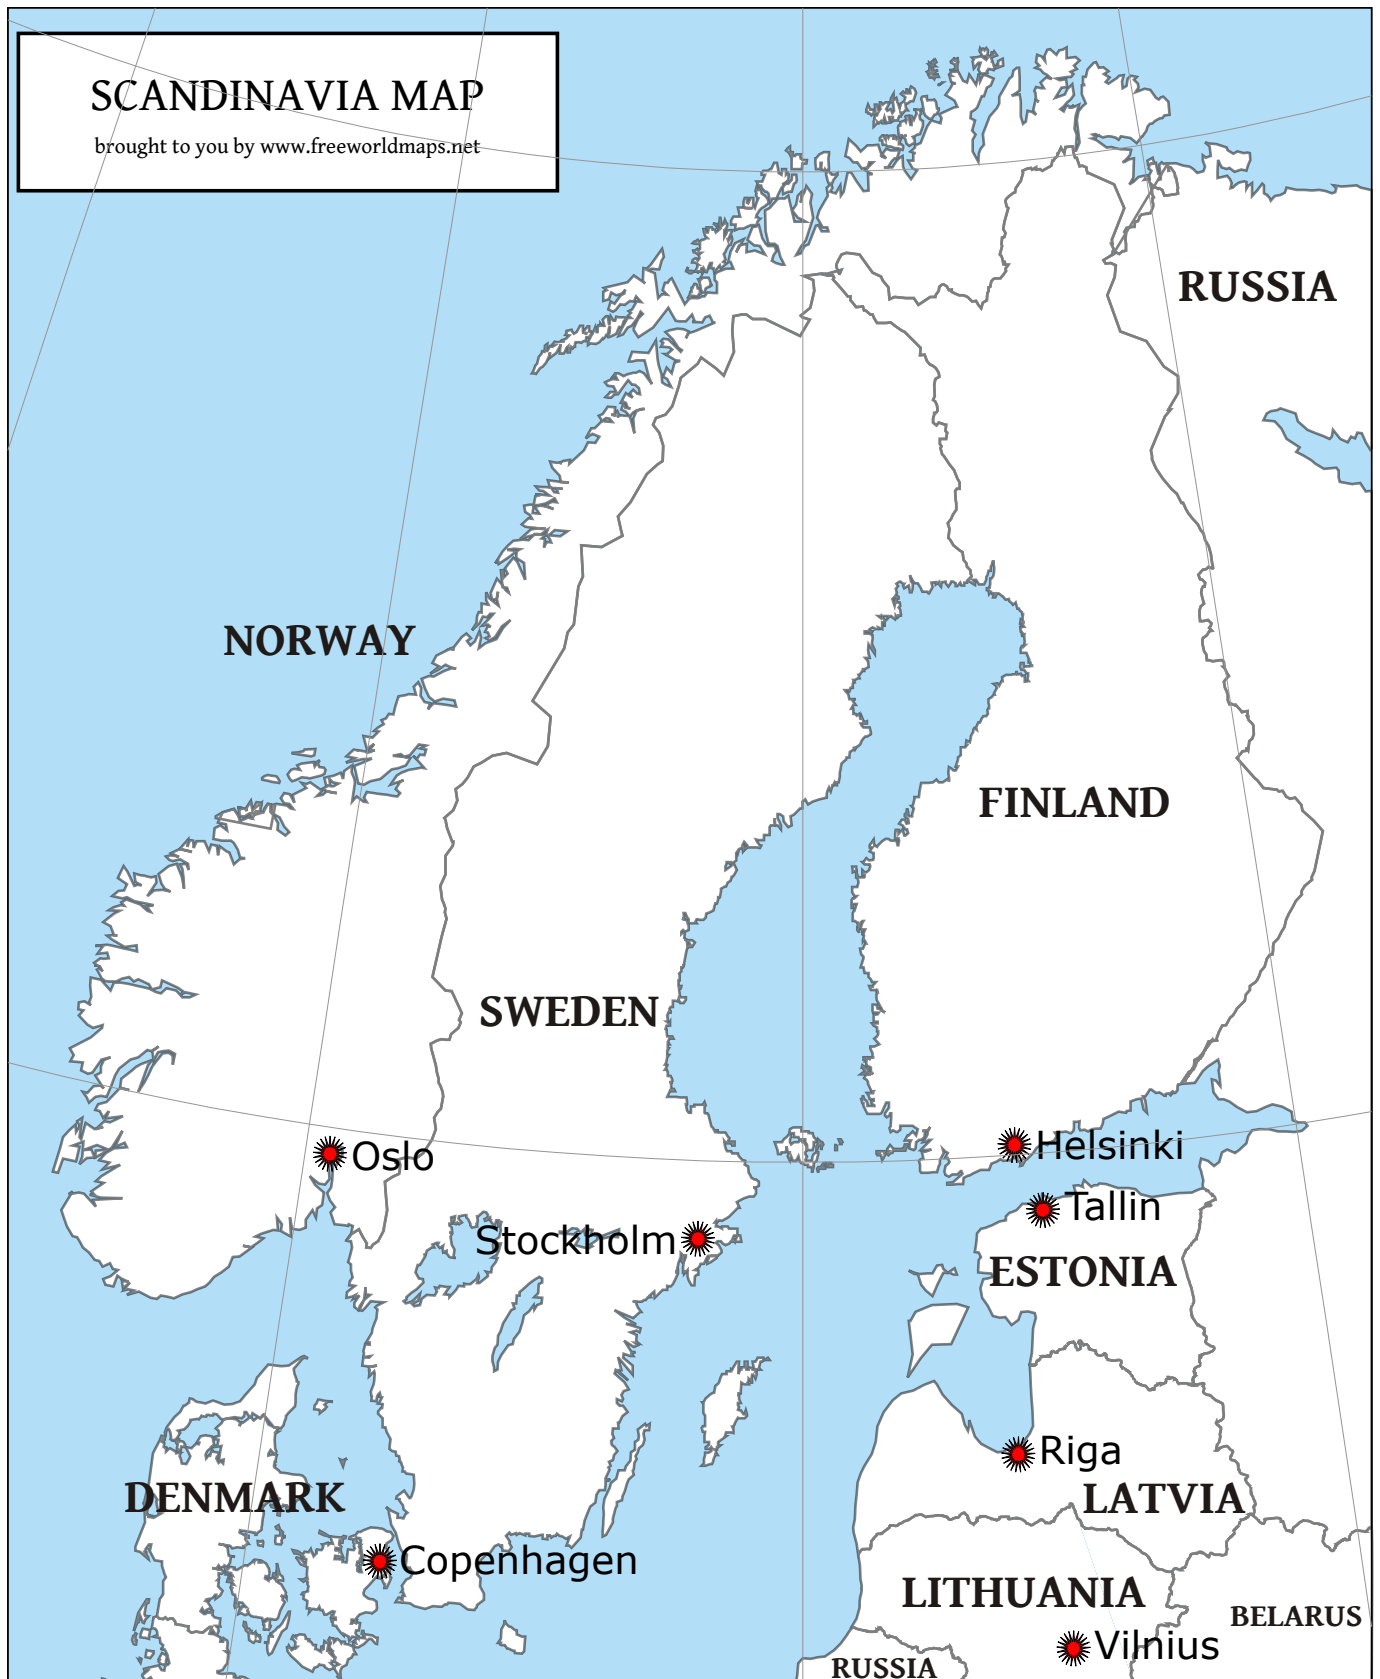 SCANDINAVIA MAP
brought to you by www.freeworldmaps.net
RUSSIA
NORWAY
FINLAND
SWEDEN
Oslo
Helsinki
Tallin
Stockholm
ESTONIA
Riga
DENMARK
LATVIA
Copenhagen
LITHUANIA
BELARUS
Vilnius
RUSSIA